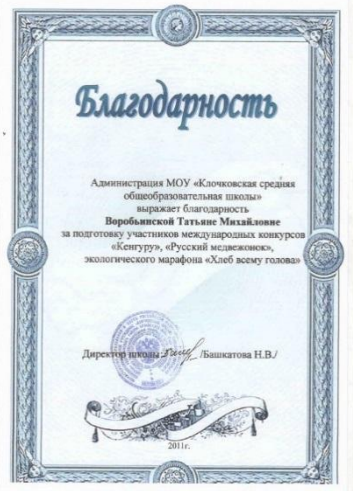 Благодарность
Администрация МОУ «Клочковская средняя
общеобразовательная школы»
выражает благодарность
Воробьинской Татьяне Михайловне
за подготовку участников международных конкурсов
«Кенгуру», «Русский медвежонок»,
экологического марафона «Хлеб всему голова»
Директор школы /Башкатова Н.В./
2011г.